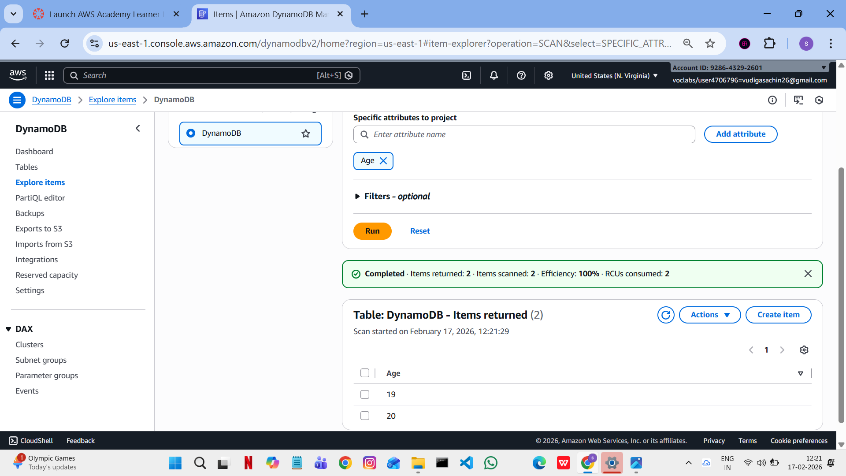 Launch AWS Academy Learner
Items | Amazon DynamoDB Ma
us-east-1.console.aws.amazon.com/dynamodbv2/home?region=us-east-1#item-explorer?operation=SCAN&select=SPECIFIC_ATTR...
S
aws
Search
[Alt+S]
United States (N. Virginia)
Account ID: 9286-4329-2601
voclabs/user4706796=vudigasachin26@gmail.com
DynamoDB
Explore items
DynamoDB
DynamoDB
Dashboard
Tables
Explore items
PartiQL editor
Backups
Exports to S3
Imports from S3
Integrations
Reserved capacity
Settings
DAX
Clusters
Subnet groups
Parameter groups
Events
DynamoDB
Specific attributes to project
Enter attribute name
Add attribute
Age
Filters - optional
Run
Reset
Completed · Items returned: 2 · Items scanned: 2 · Efficiency: 100% · RCUs consumed: 2
Table: DynamoDB - Items returned (2)
Scan started on February 17, 2026, 12:21:29
Actions
Create item
1
Age
19
20
CloudShell
Feedback
© 2026, Amazon Web Services, Inc. or its affiliates.
Privacy
Terms
Cookie preferences
1
Olympic Games
Today's updates
ENG
IN
12:21
17-02-2026